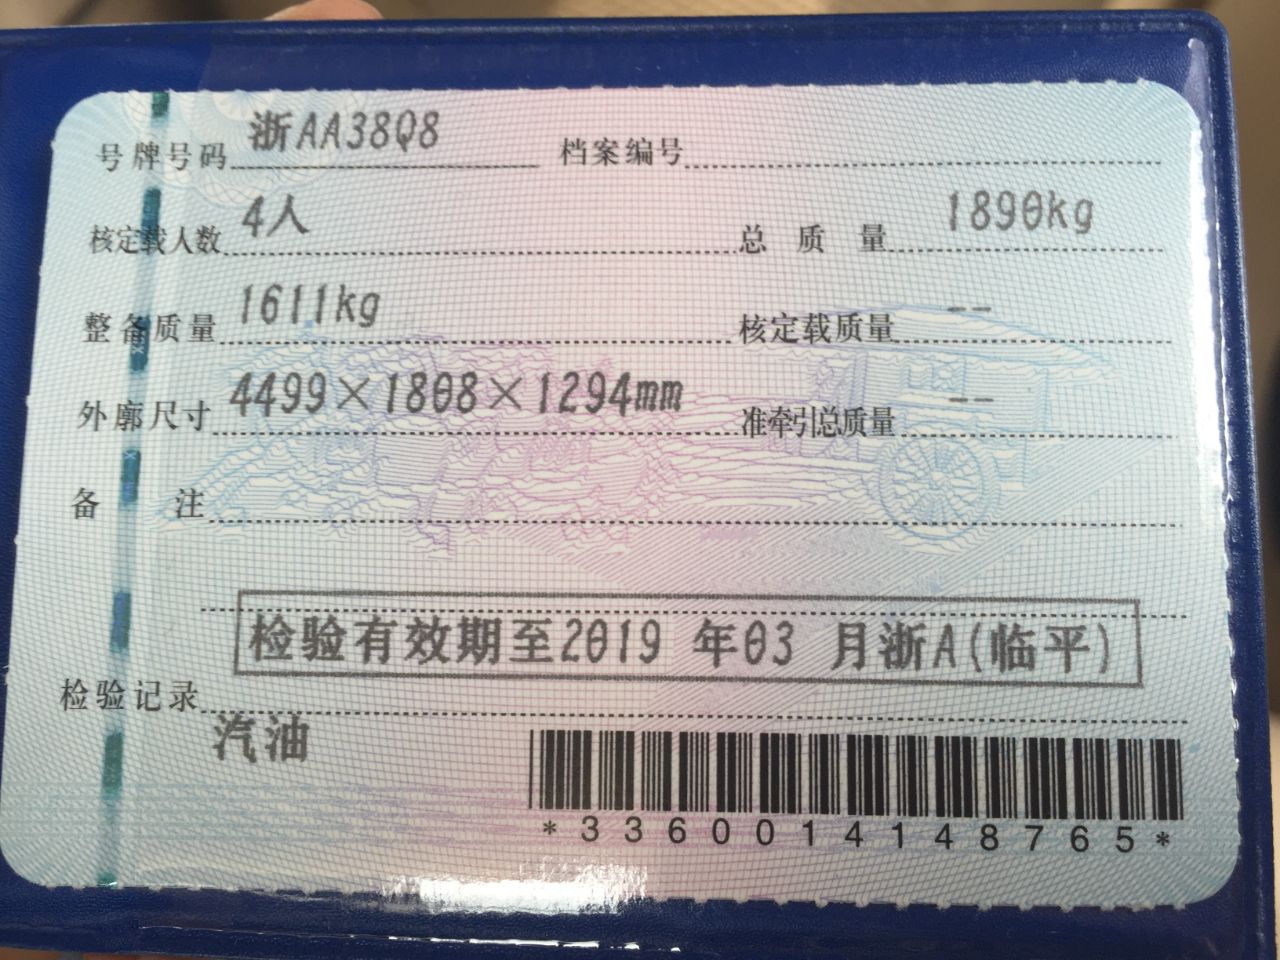 号牌号码 浙AA38Q8 档案编号
核定载人数 4人 总质量 1890kg
整备质量 1611kg 核定载质量 --
外廓尺寸 4499×1808×1294mm 准牵引总质量 --
备注
检验有效期至2019 年03 月浙A(临平)
检验记录
汽油
*3360014148765*